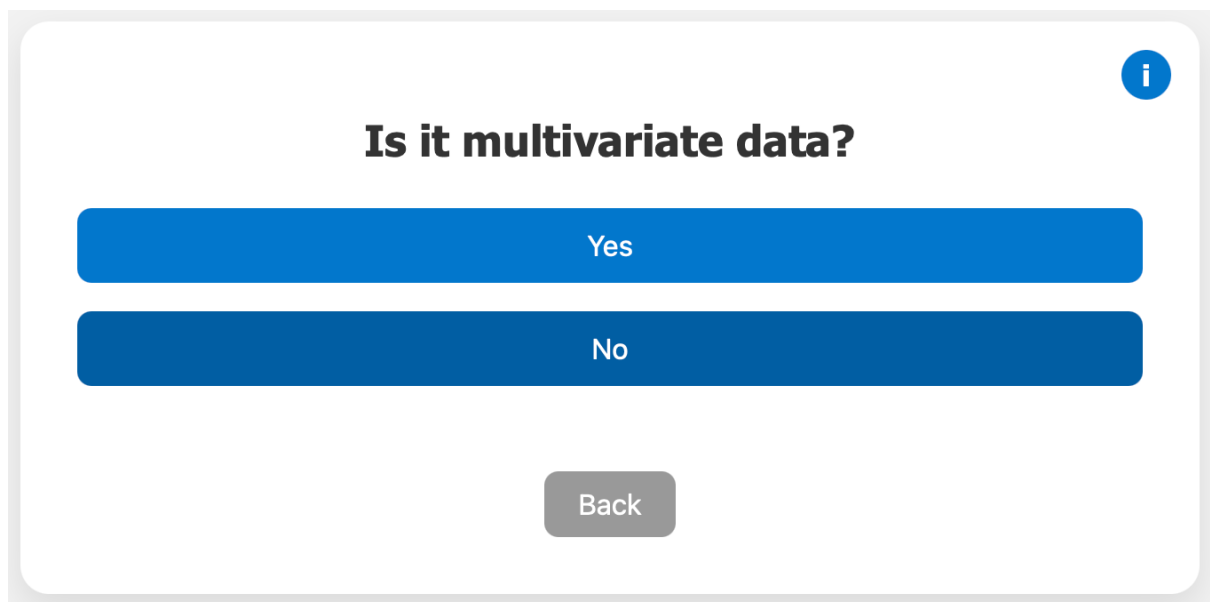 i
Is it multivariate data?
Yes
No
Back